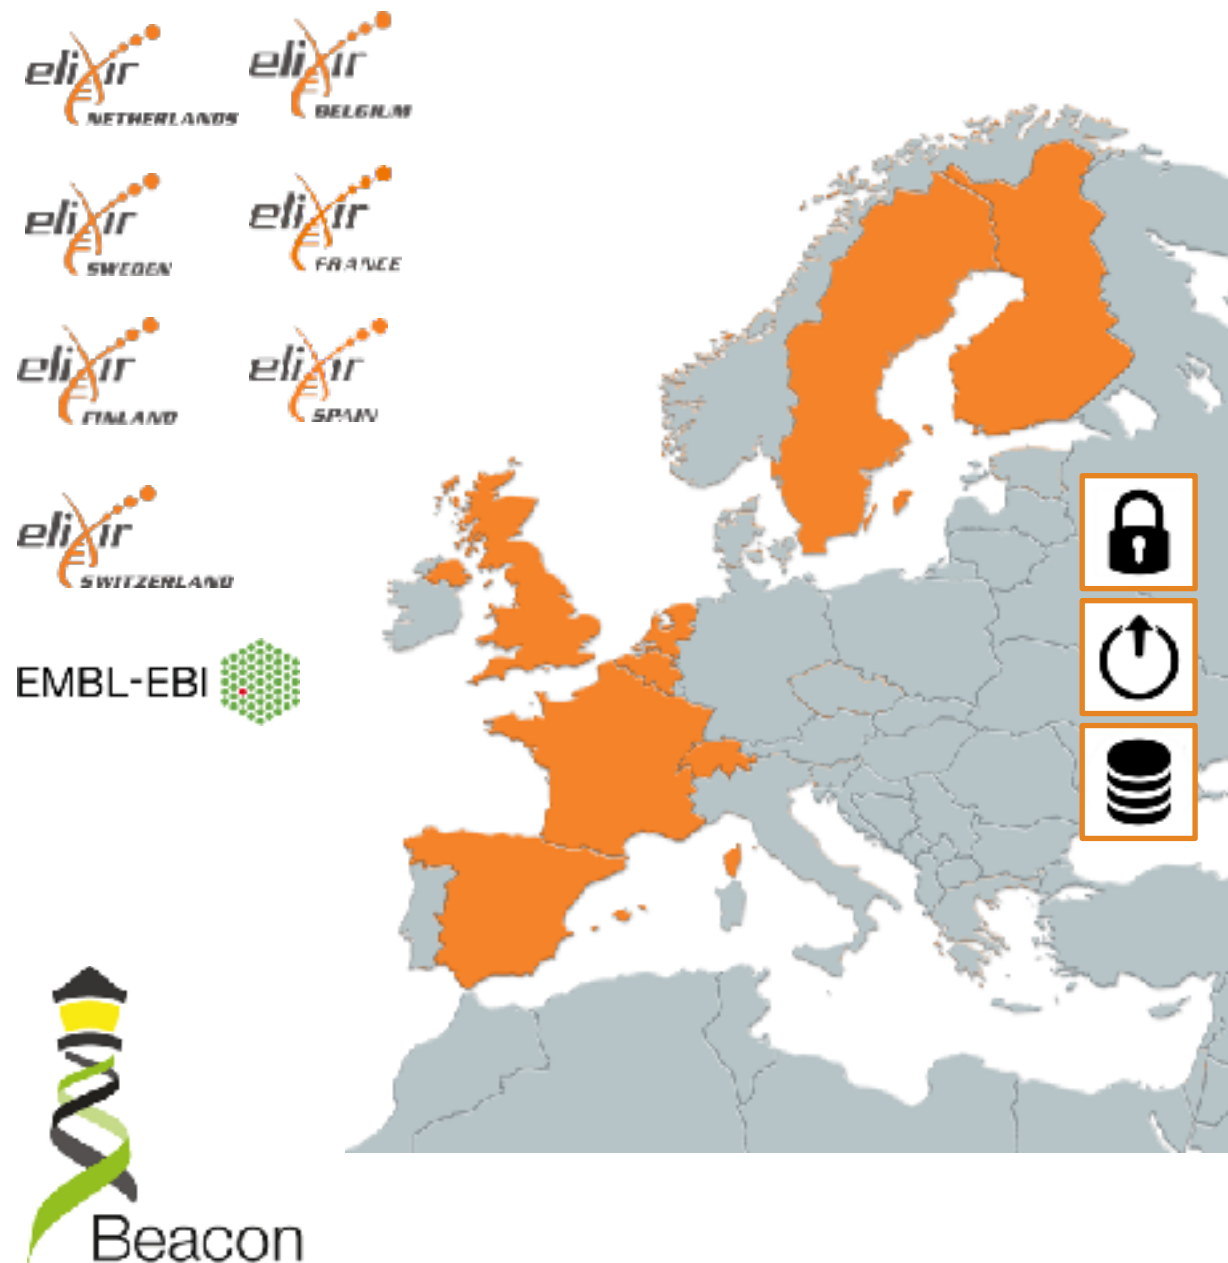 elixir
NETHERLANDS
elixir
BELGIUM
elixir
SWEDEN
elixir
FRANCE
elixir
FINLAND
elixir
SPAIN
elixir
SWITZERLAND
EMBL-EBI
Beacon